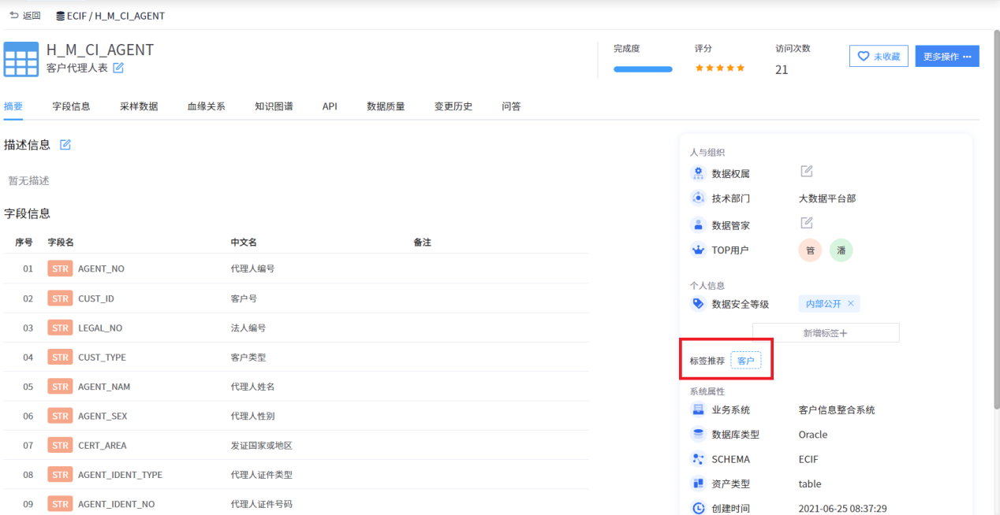 返回 ECIF / H_M_CI_AGENT
H_M_CI_AGENT
客户代理人表
完成度 评分 访问次数
21
未收藏 更多操作 ···
摘要 字段信息 采样数据 血缘关系 知识图谱 API 数据质量 变更历史 问答
描述信息
暂无描述
字段信息
序号 字段名 中文名 备注
01 STR AGENT_NO 代理人编号
02 STR CUST_ID 客户号
03 STR LEGAL_NO 法人编号
04 STR CUST_TYPE 客户类型
05 STR AGENT_NAM 代理人姓名
06 STR AGENT_SEX 代理人性别
07 STR CERT_AREA 发证国家或地区
08 STR AGENT_IDENT_TYPE 代理人证件类型
09 STR AGENT_IDENT_NO 代理人证件号码
人与组织
数据权属
技术部门 大数据平台部
数据管家
TOP用户 管 潘
个人信息
数据安全等级 内部公开 ×
新增标签+
标签推荐 客户
系统属性
业务系统 客户信息整合系统
数据库类型 Oracle
SCHEMA ECIF
资产类型 table
创建时间 2021-06-25 08:37:29